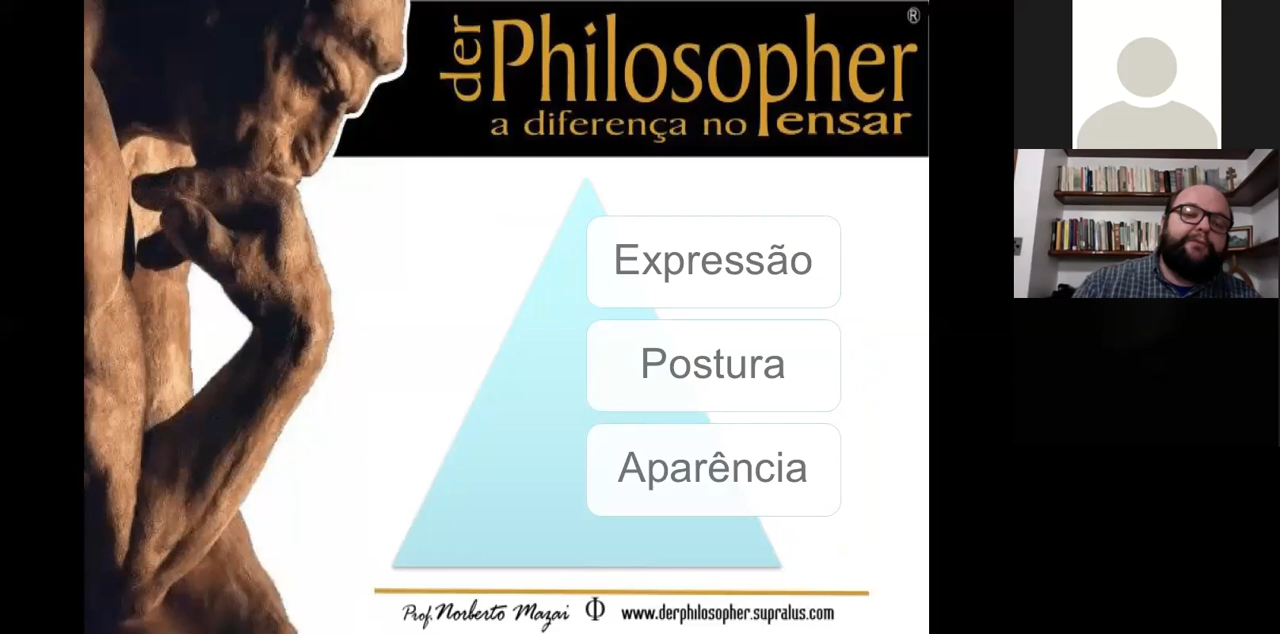 der Philosopher ®
a diferença no Pensar
Expressão
Postura
Aparência
Prof. Norberto Mazai Φ www.derphilosopher.supralus.com